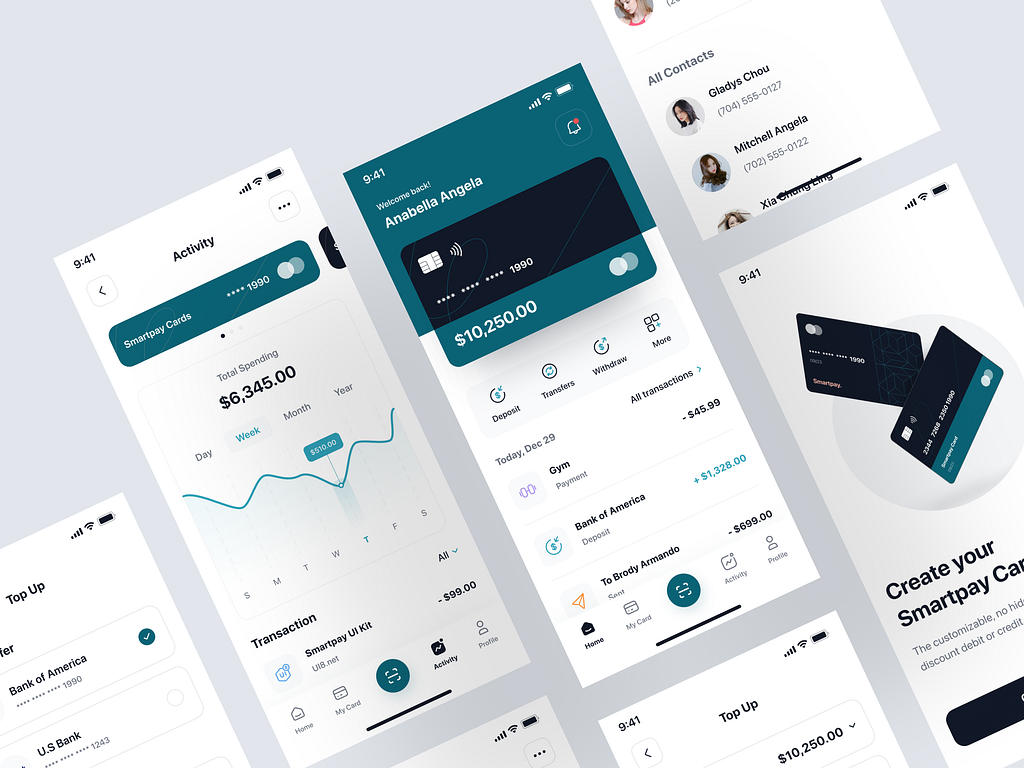 All Contacts
Gladys Chou
(704) 555-0127
Mitchell Angela
(702) 555-0122
Xia Chung Ling
9:41
Welcome back!
Anabella Angela
•••• •••• •••• 1990
$10,250.00
Deposit
Transfers
Withdraw
More
Today, Dec 29
All transactions
Gym
Payment
- $45.99
Bank of America
Deposit
+ $1,328.00
To Brody Armando
Sent
- $699.00
Home
My Card
Activity
Profile
9:41
Activity
Smartpay Cards
•••• 1990
Total Spending
$6,345.00
Day
Week
Month
Year
$510.00
S
M
T
W
T
F
S
Transaction
All
Smartpay UI Kit
UI8.net
- $99.00
Home
My Card
Activity
Profile
Top Up
Bank of America
•••• •••• •••• 1990
U.S Bank
•••• •••• •••• 1243
9:41
•••• •••• •••• 1990
Smartpay.
2344 7268 2350 1990
Smartpay Card
Create your
Smartpay
The customizable, no
discount debit or credit
9:41
Top Up
$10,250.00